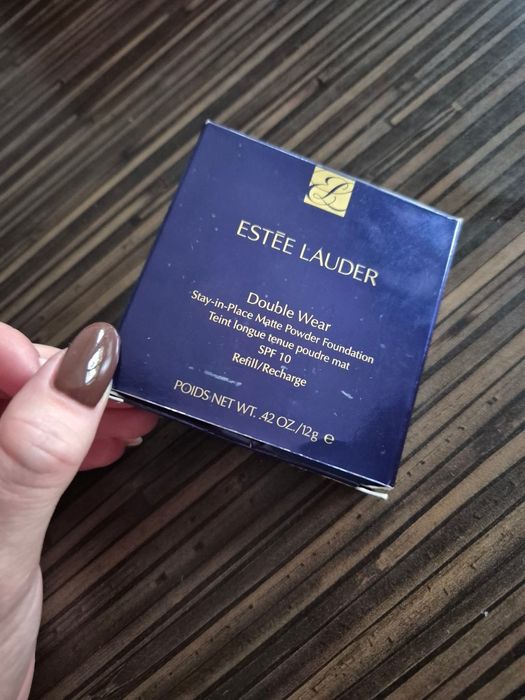 EL
ESTĒE LAUDER
Double Wear
Stay-in-Place Matte Powder Foundation
Teint longue tenue poudre mat
SPF 10
Refill/Recharge
POIDS NET WT. .42 OZ./12g e